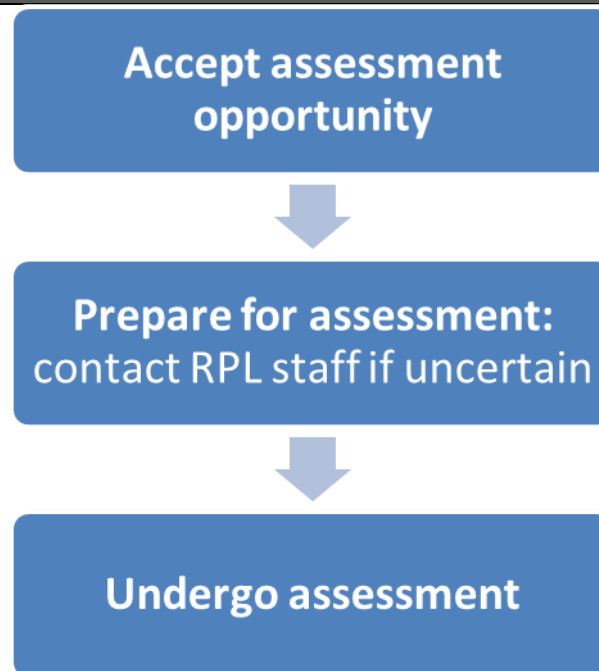 Accept assessment
opportunity
Prepare for assessment:
contact RPL staff if uncertain
Undergo assessment